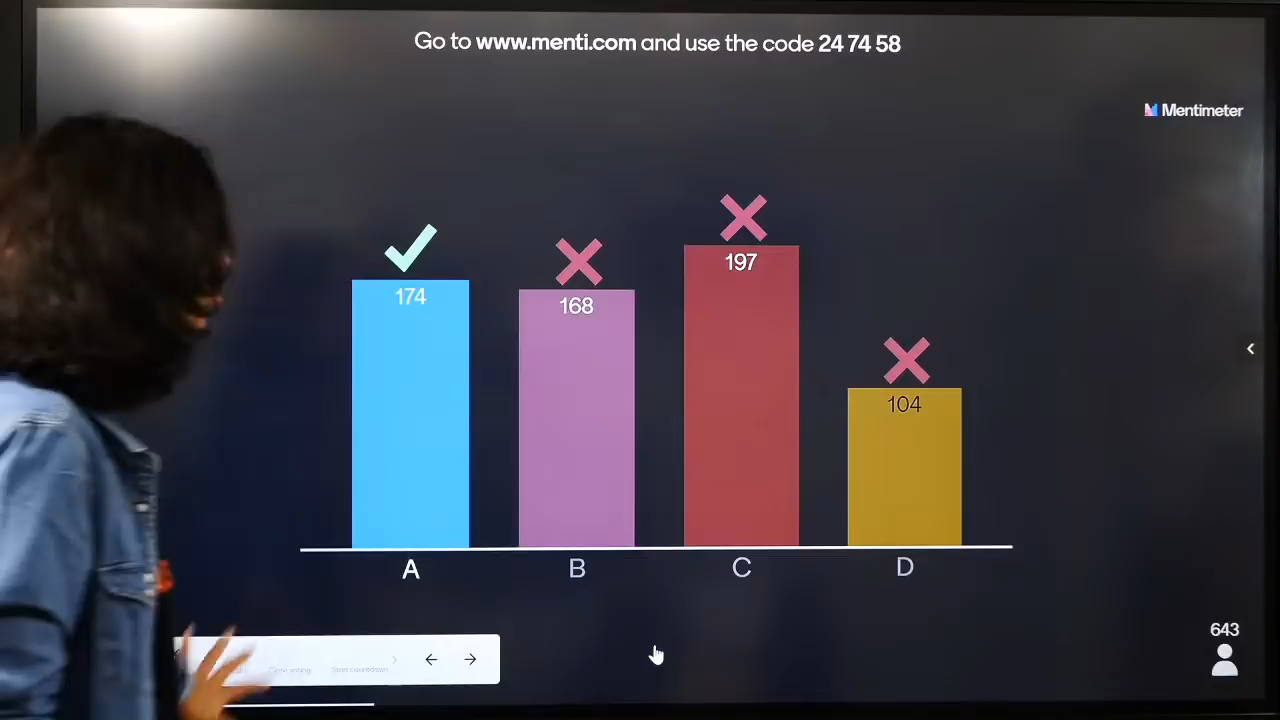 Go to www.menti.com and use the code 24 74 58
Mentimeter
174
168
197
104
A B C D
643